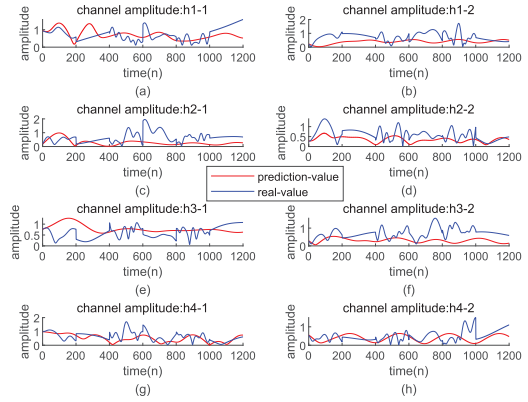 channel amplitude:h1-1
amplitude
1
0
0 200 400 600 800 1000 1200
time(n)
(a)
channel amplitude:h1-2
amplitude
2
1
0
0 200 400 600 800 1000 1200
time(n)
(b)
channel amplitude:h2-1
amplitude
2
1
0
0 200 400 600 800 1000 1200
time(n)
(c)
channel amplitude:h2-2
amplitude
1
0.5
0
0 200 400 600 800 1000 1200
time(n)
(d)
prediction-value
real-value
channel amplitude:h3-1
amplitude
1
0.5
0
0 200 400 600 800 1000 1200
time(n)
(e)
channel amplitude:h3-2
amplitude
1
0
0 200 400 600 800 1000 1200
time(n)
(f)
channel amplitude:h4-1
amplitude
2
1
0
0 200 400 600 800 1000 1200
time(n)
(g)
channel amplitude:h4-2
amplitude
1
0
0 200 400 600 800 1000 1200
time(n)
(h)